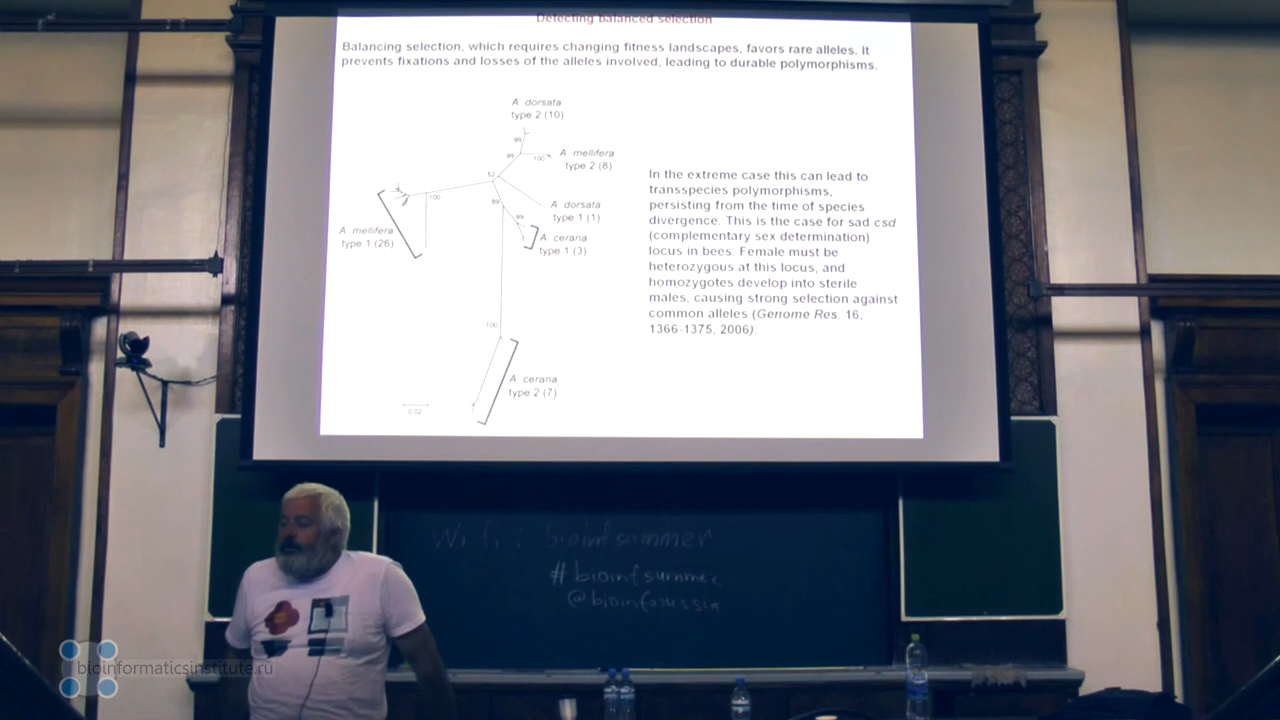 Detecting balanced selection
Balancing selection, which requires changing fitness landscapes, favors rare alleles. It
prevents fixations and losses of the alleles involved, leading to durable polymorphisms.
A dorsata
type 2 (10)
99
99
100
A mellifera
type 2 (8)
52
100
89
A dorsata
type 1 (1)
99
A cerana
type 1 (3)
A mellifera
type 1 (26)
100
A cerana
type 2 (7)
0.02
In the extreme case this can lead to
transspecies polymorphisms,
persisting from the time of species
divergence. This is the case for sad csd
(complementary sex determination)
locus in bees. Female must be
heterozygous at this locus, and
homozygotes develop into sterile
males, causing strong selection against
common alleles (Genome Res. 16,
1366-1375, 2006).
Wi-fi : bioinfsummer
#bioinfsummer
@bioinforussia
bioinformaticsinstitute.ru